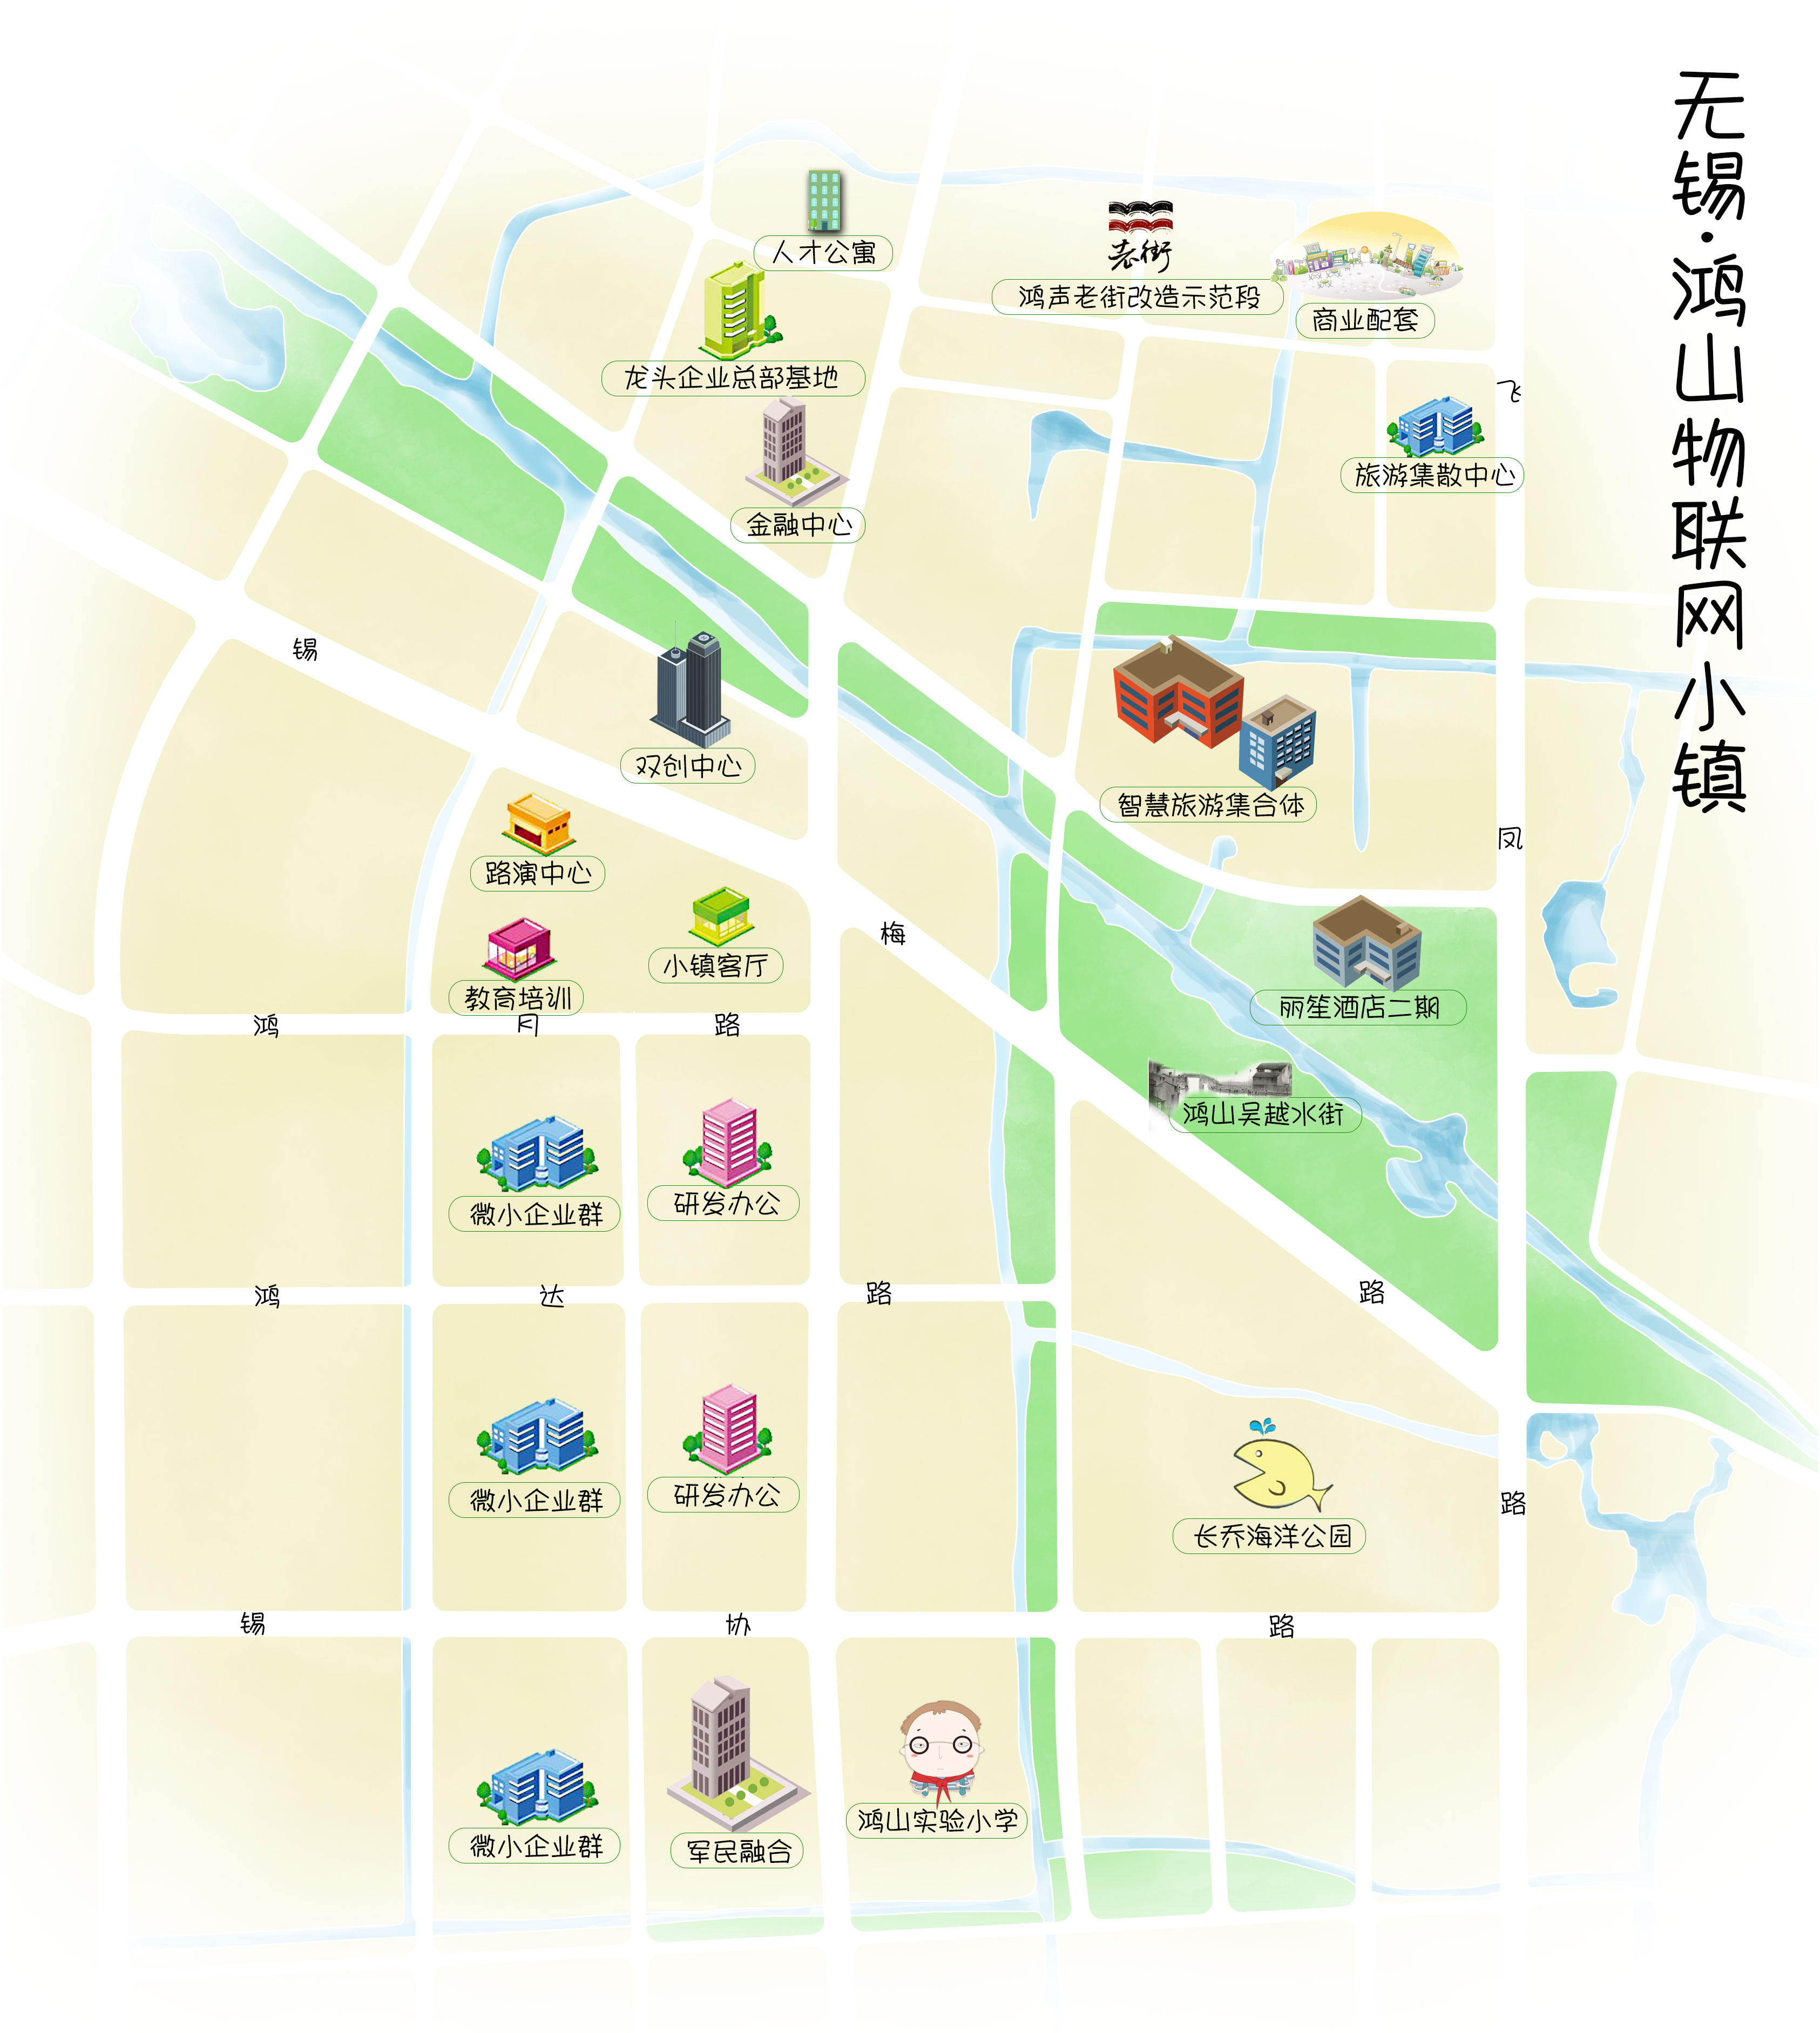 无锡·鸿山物联网小镇
人才公寓
老街
鸿声老街改造示范段
商业配套
龙头企业总部基地
旅游集散中心
金融中心
双创中心
智慧旅游集合体
路演中心
小镇客厅
教育培训
丽笙酒店二期
鸿山吴越水街
微小企业群
研发办公
微小企业群
研发办公
长乔海洋公园
微小企业群
军民融合
鸿山实验小学
锡梅路
飞凤路
鸿月路
鸿达路
锡协路